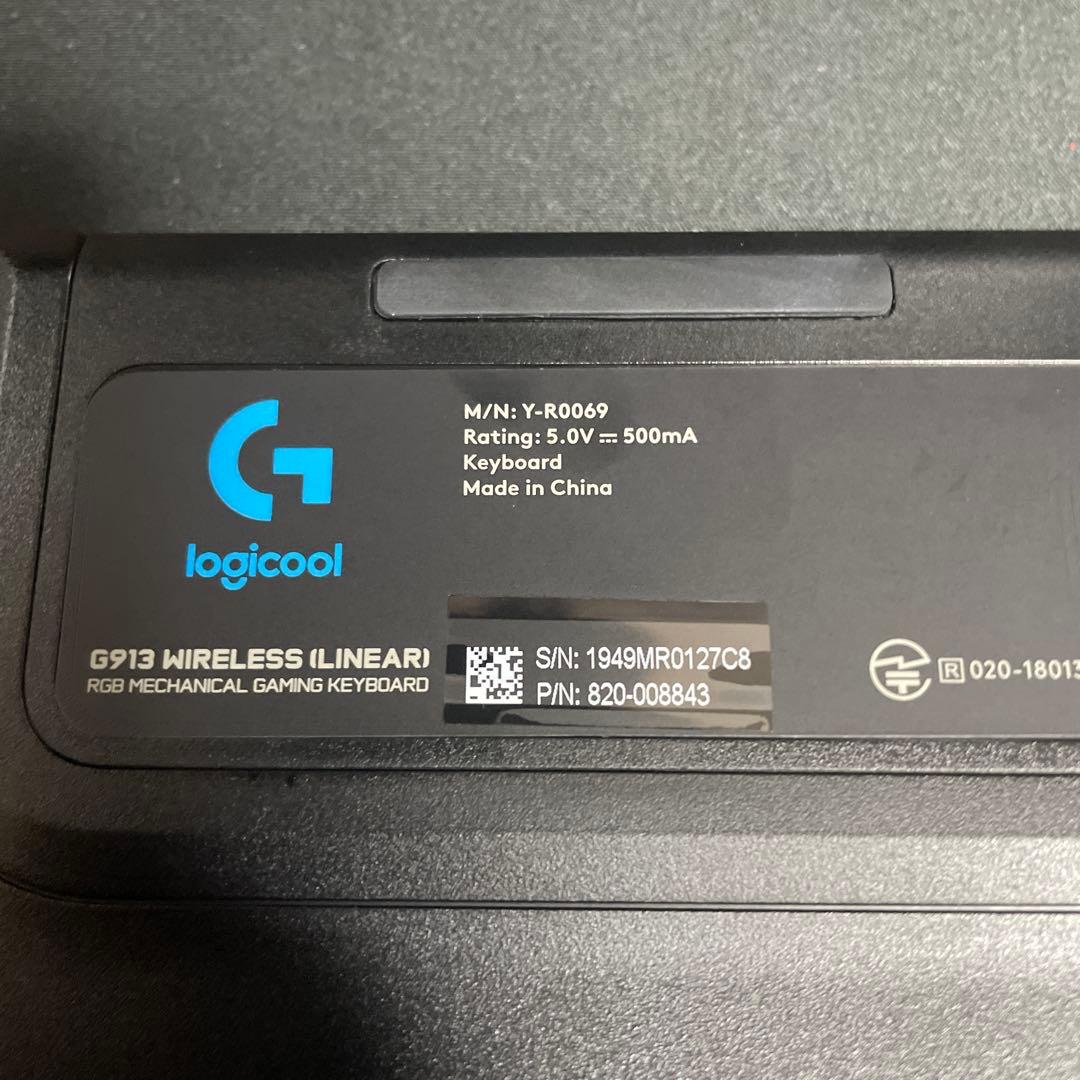 M/N: Y-R0069
Rating: 5.0V ⎓ 500mA
Keyboard
Made in China
G
logicool
G913 WIRELESS (LINEAR)
RGB MECHANICAL GAMING KEYBOARD
S/N: 1949MR0127C8
P/N: 820-008843
R 020-18013